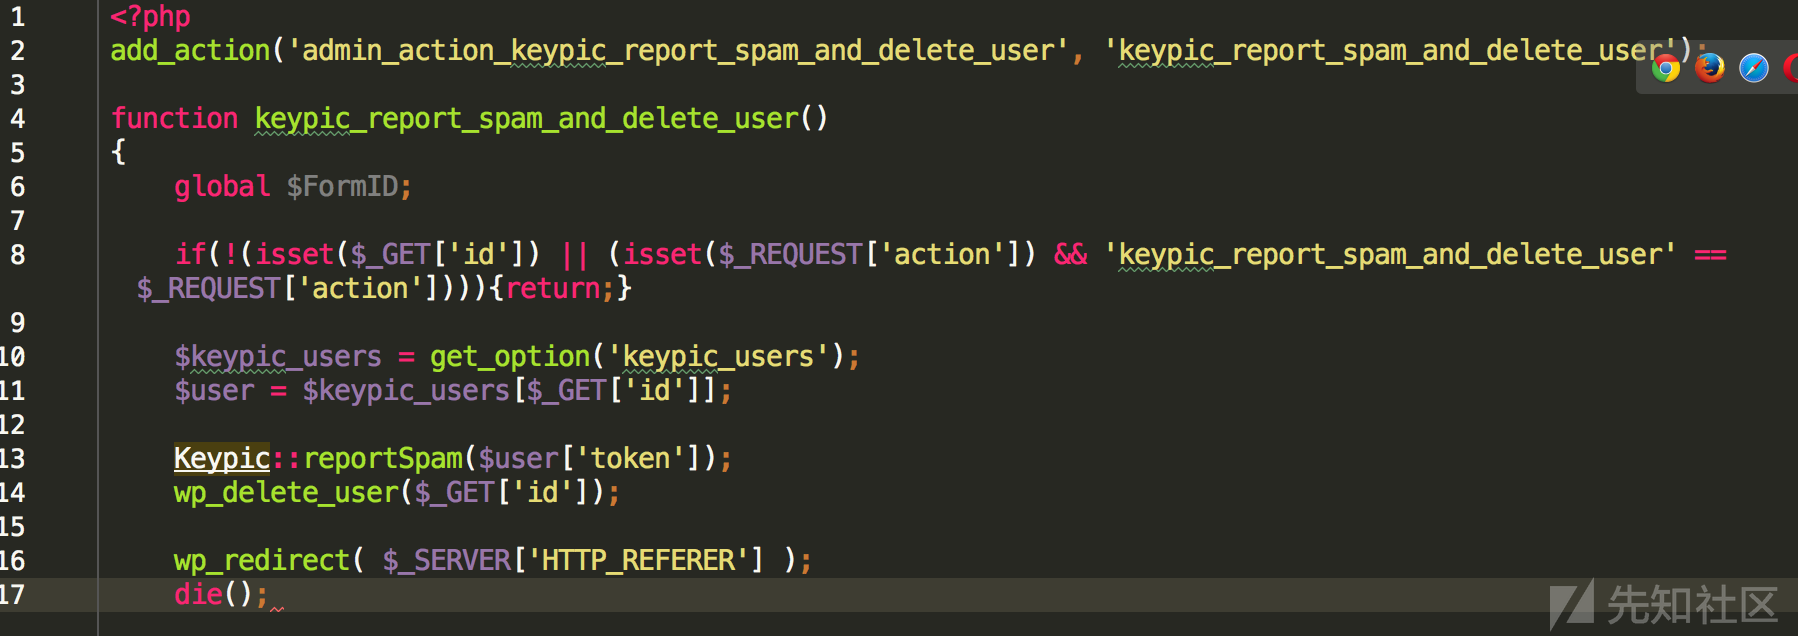 1 <?php
2 add_action('admin_action_keypic_report_spam_and_delete_user', 'keypic_report_spam_and_delete_user');
3
4 function keypic_report_spam_and_delete_user()
5 {
6 global $FormID;
7
8 if(!(isset($_GET['id']) || (isset($_REQUEST['action']) && 'keypic_report_spam_and_delete_user' ==
$_REQUEST['action']))){return;}
9
10 $keypic_users = get_option('keypic_users');
11 $user = $keypic_users[$_GET['id']];
12
13 Keypic::reportSpam($user['token']);
14 wp_delete_user($_GET['id']);
15
16 wp_redirect( $_SERVER['HTTP_REFERER'] );
17 die();
先知社区